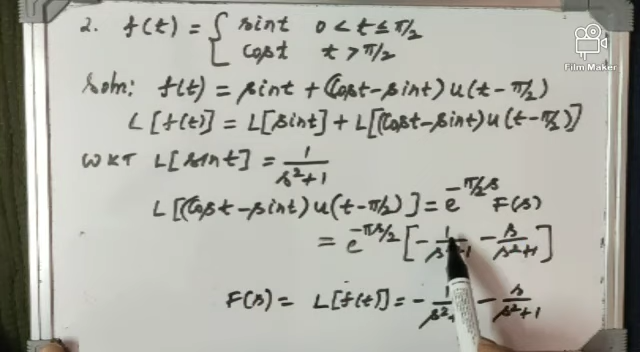 2. f(t) = { sint 0 < t ≤ π/2
cost t > π/2
Film Maker
Soln: f(t) = sint + (cost - sint) u(t - π/2)
L[f(t)] = L[sint] + L[(cost - sint) u(t - π/2)]
WKT L[sint] = 1/(s²+1)
L[(cost - sint) u(t - π/2)] = e^(-π/2 s) F(s)
= e^(-πs/2) [ -1/(s²+1) - s/(s²+1) ]
F(s) = L[f(t)] = -1/(s²+ - s/(s²+1)